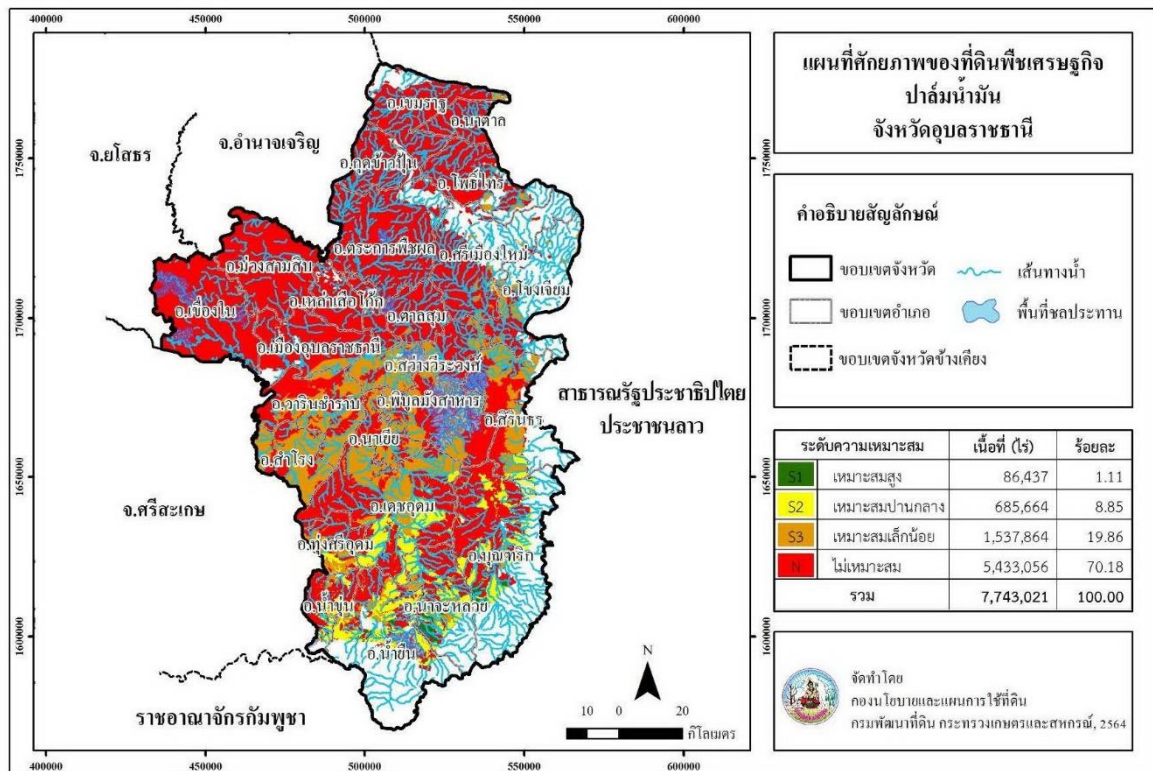 400000 450000 500000 550000 600000
แผนที่ศักยภาพของที่ดินพืชเศรษฐกิจ
ปาล์มน้ำมัน
จังหวัดอุบลราชธานี
คำอธิบายสัญลักษณ์
ขอบเขตจังหวัด
เส้นทางน้ำ
ขอบเขตอำเภอ
พื้นที่ชลประทาน
ขอบเขตจังหวัดข้างเคียง
ระดับความเหมาะสม เนื้อที่ (ไร่) ร้อยละ
S1 เหมาะสมสูง 86,437 1.11
S2 เหมาะสมปานกลาง 685,664 8.85
S3 เหมาะสมเล็กน้อย 1,537,864 19.86
N ไม่เหมาะสม 5,433,056 70.18
รวม 7,743,021 100.00
จัดทำโดย
กองนโยบายและแผนการใช้ที่ดิน
กรมพัฒนาที่ดิน กระทรวงเกษตรและสหกรณ์, 2564
1750000 1750000
1700000 1700000
1650000 1650000
1600000 1600000
จ.ยโสธร
จ.อำนาจเจริญ
อ.เขมราฐ
อ.นาตาล
อ.กุดข้าวปุ้น
อ.โพธิ์ไทร
อ.ตระการพืชผล
อ.ศรีเมืองใหม่
อ.ม่วงสามสิบ
อ.โขงเจียม
อ.เขื่องใน
อ.เหล่าเสือโก้ก
อ.ตาลสุม
อ.เมืองอุบลราชธานี
อ.สว่างวีระวงศ์
อ.วารินชำราบ
อ.พิบูลมังสาหาร
อ.สิรินธร
สาธารณรัฐประชาธิปไตย
ประชาชนลาว
อ.นาเยีย
อ.สำโรง
จ.ศรีสะเกษ
อ.เดชอุดม
อ.ทุ่งศรีอุดม
อ.บุณฑริก
อ.น้ำขุ่น
อ.นาจะหลวย
อ.น้ำยืน
ราชอาณาจักรกัมพูชา
N
10 0 20
กิโลเมตร
400000 450000 500000 550000 600000